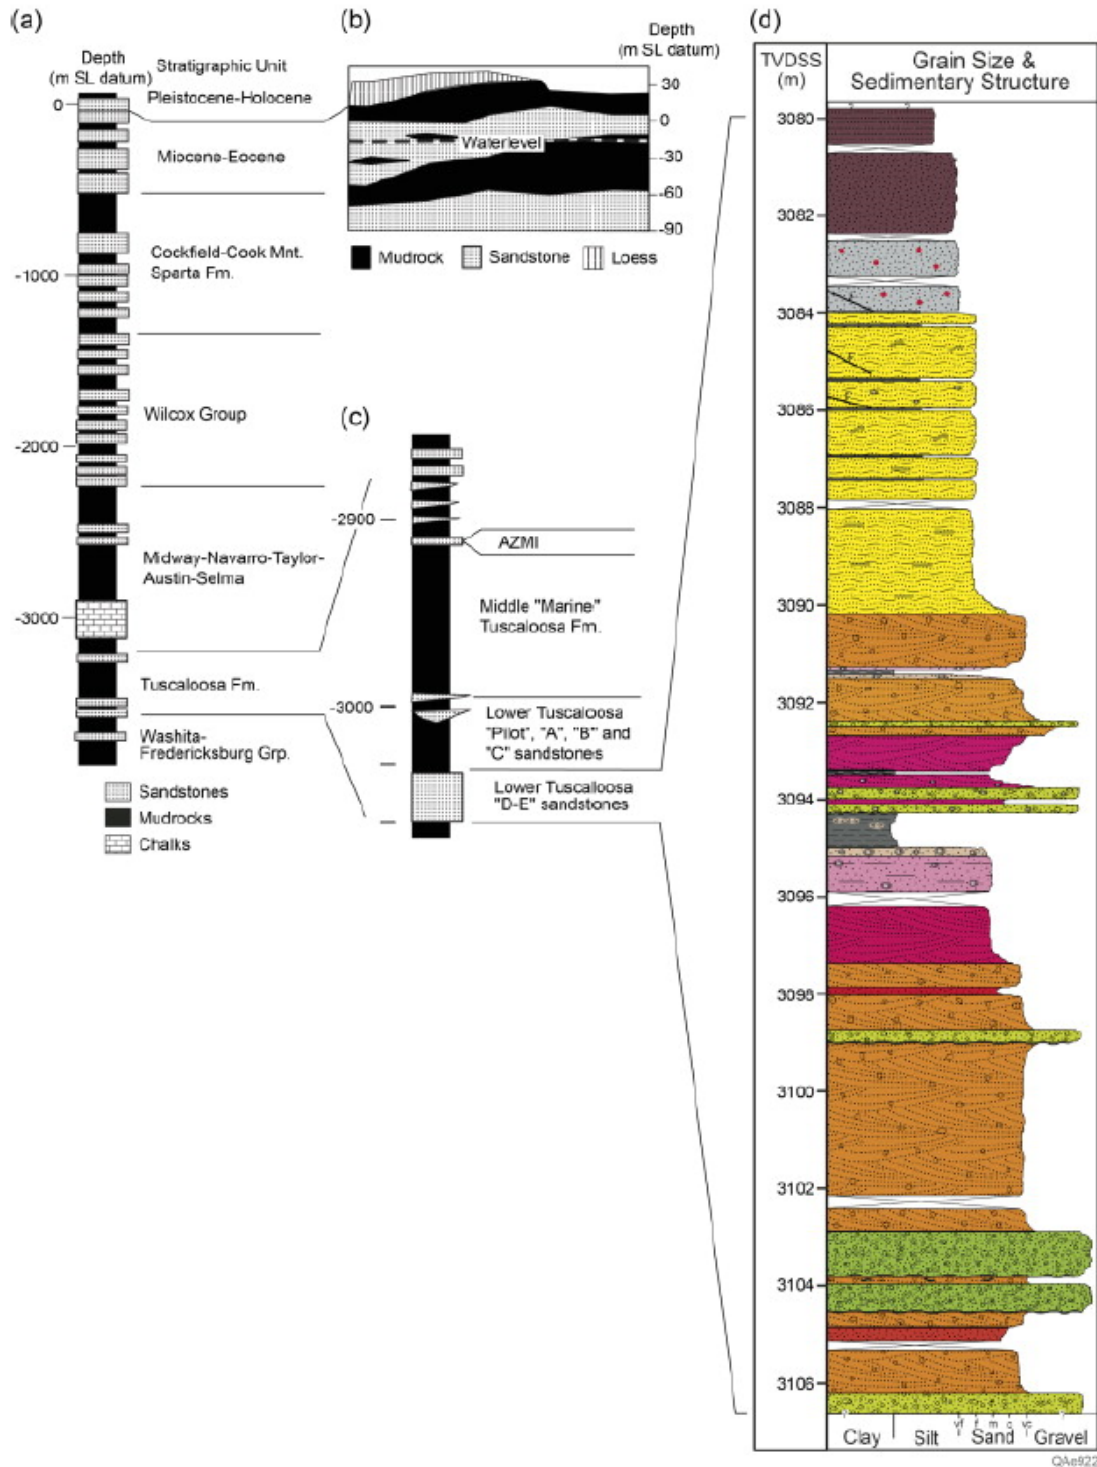 (a)
Depth
(m SL datum)
Stratigraphic Unit
0
Pleistocene-Holocene
Miocene-Eocene
Cockfield-Cook Mnt.
Sparta Fm.
-1000
Wilcox Group
-2000
Midway-Navarro-Taylor-
Austin-Selma
-3000
Tuscaloosa Fm.
Washita-
Fredericksburg Grp.
Sandstones
Mudrocks
Chalks
(b)
Depth
(m SL datum)
30
0
-30
-60
-90
Waterlevel
Mudrock
Sandstone
Loess
(c)
-2900
AZMI
Middle "Marine"
Tuscaloosa Fm.
-3000
Lower Tuscaloosa
"Pilot", "A", "B" and
"C" sandstones
Lower Tuscaloosa
"D-E" sandstones
(d)
TVDSS
(m)
Grain Size &
Sedimentary Structure
3080
3082
3084
3086
3088
3090
3092
3094
3096
3098
3100
3102
3104
3106
vf f m c vc
Clay Silt Sand Gravel
QAe922